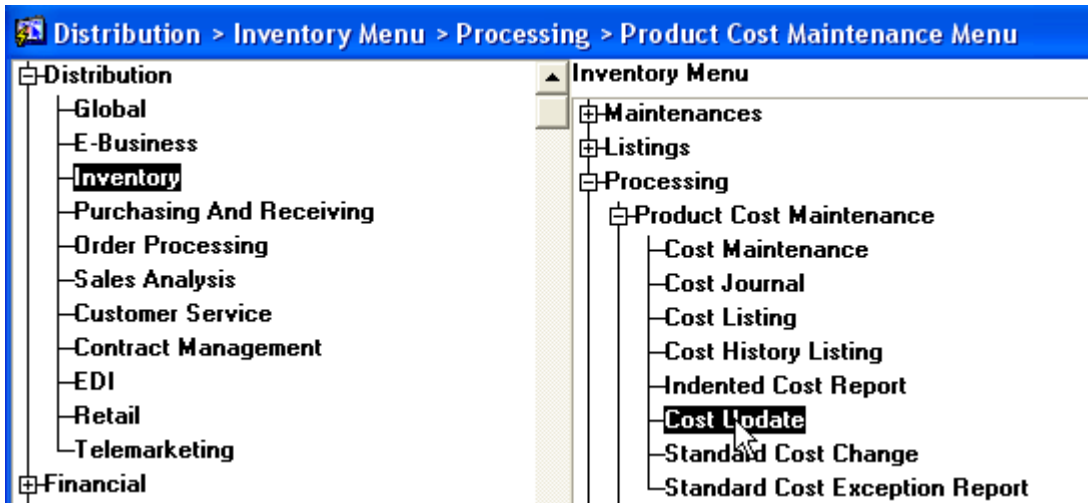 Distribution > Inventory Menu > Processing > Product Cost Maintenance Menu
Distribution
Global
E-Business
Inventory
Purchasing And Receiving
Order Processing
Sales Analysis
Customer Service
Contract Management
EDI
Retail
Telemarketing
Financial
Inventory Menu
Maintenances
Listings
Processing
Product Cost Maintenance
Cost Maintenance
Cost Journal
Cost Listing
Cost History Listing
Indented Cost Report
Cost Update
Standard Cost Change
Standard Cost Exception Report